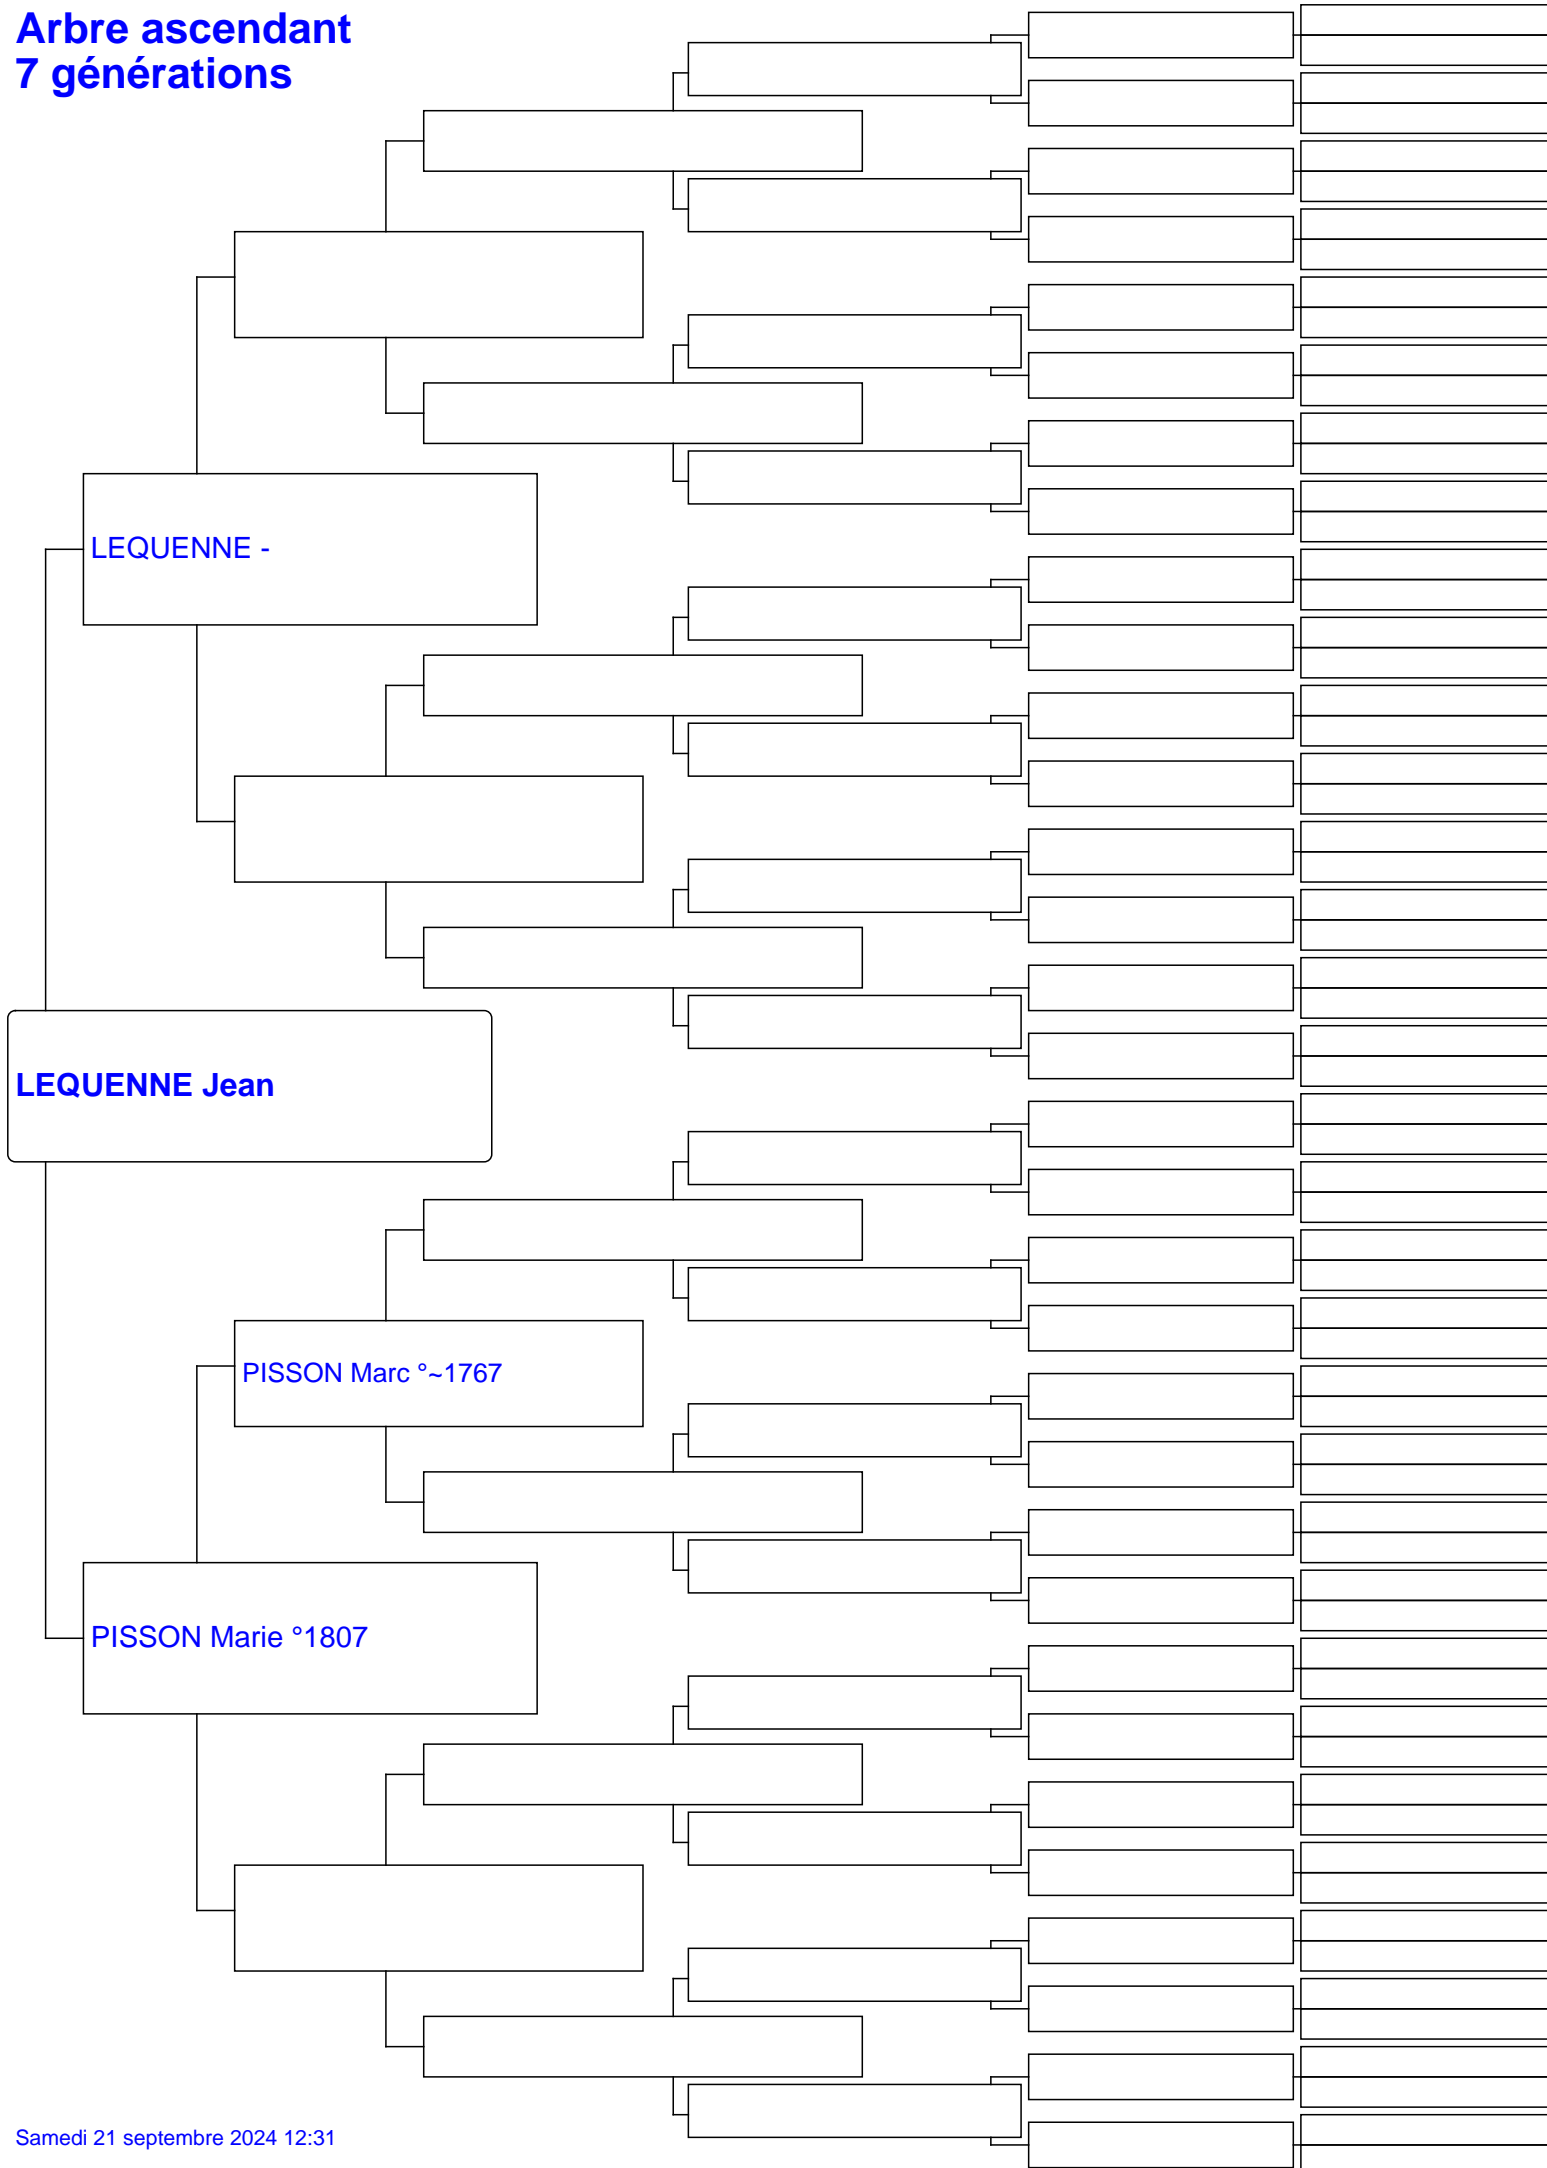 Arbre ascendant
7 générations
LEQUENNE -
LEQUENNE Jean
PISSON Marc °~1767
PISSON Marie °1807
Samedi 21 septembre 2024 12:31